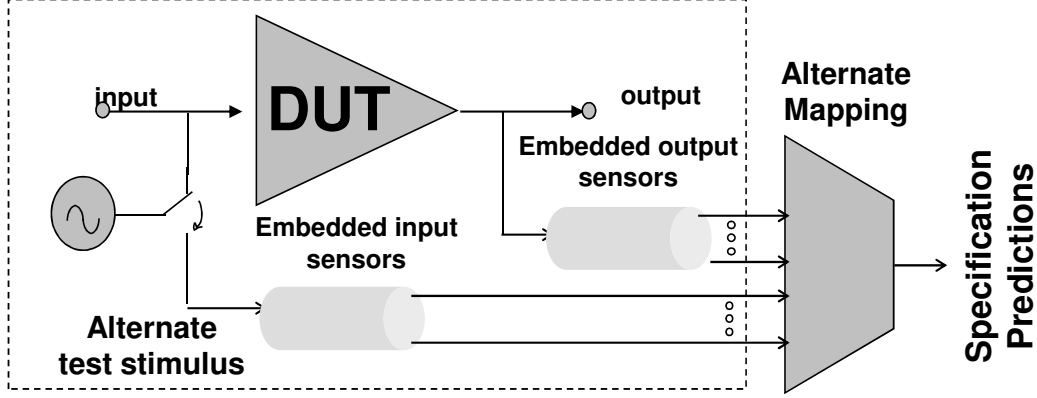 input
DUT
output
Embedded output
sensors
Embedded input
sensors
Alternate
test stimulus
Alternate
Mapping
Specification
Predictions